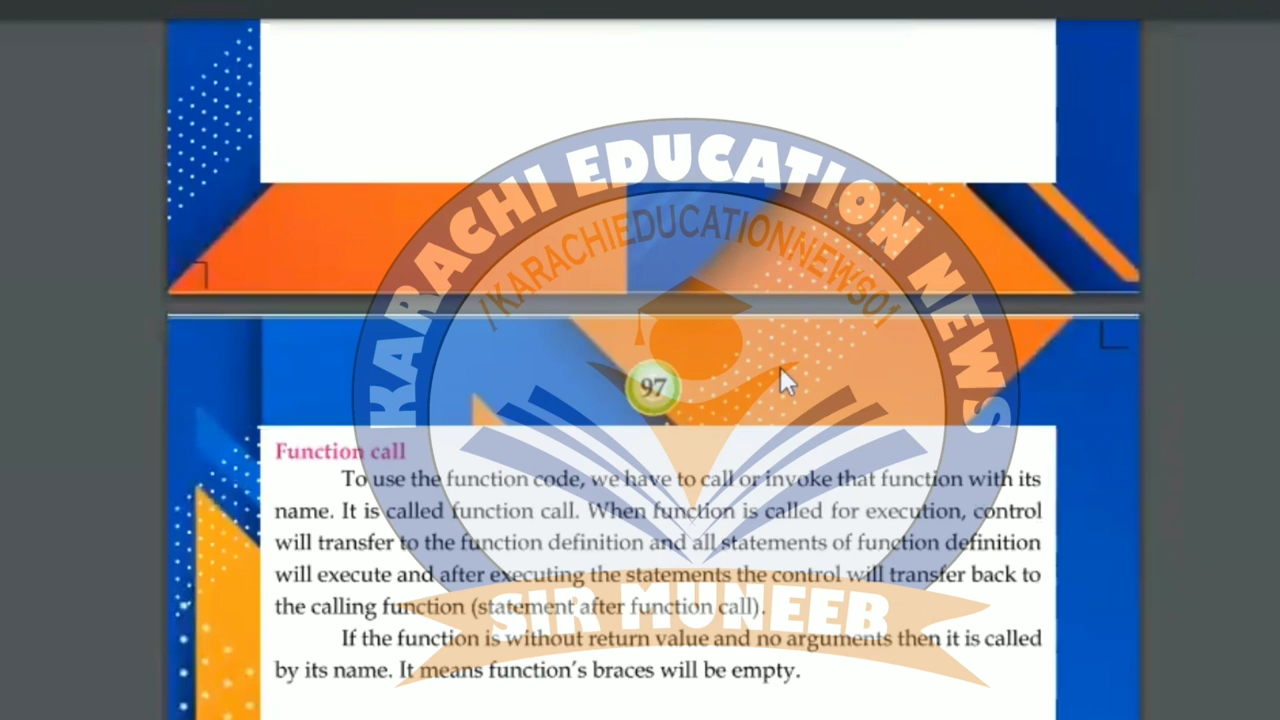 KARACHI EDUCATION NEWS
/KARACHIEDUCATIONNEWS01
97
Function call
To use the function code, we have to call or invoke that function with its
name. It is called function call. When function is called for execution, control
will transfer to the function definition and all statements of function definition
will execute and after executing the statements the control will transfer back to
the calling function (statement after function call).
SIR MUNEEB
If the function is without return value and no arguments then it is called
by its name. It means function's braces will be empty.